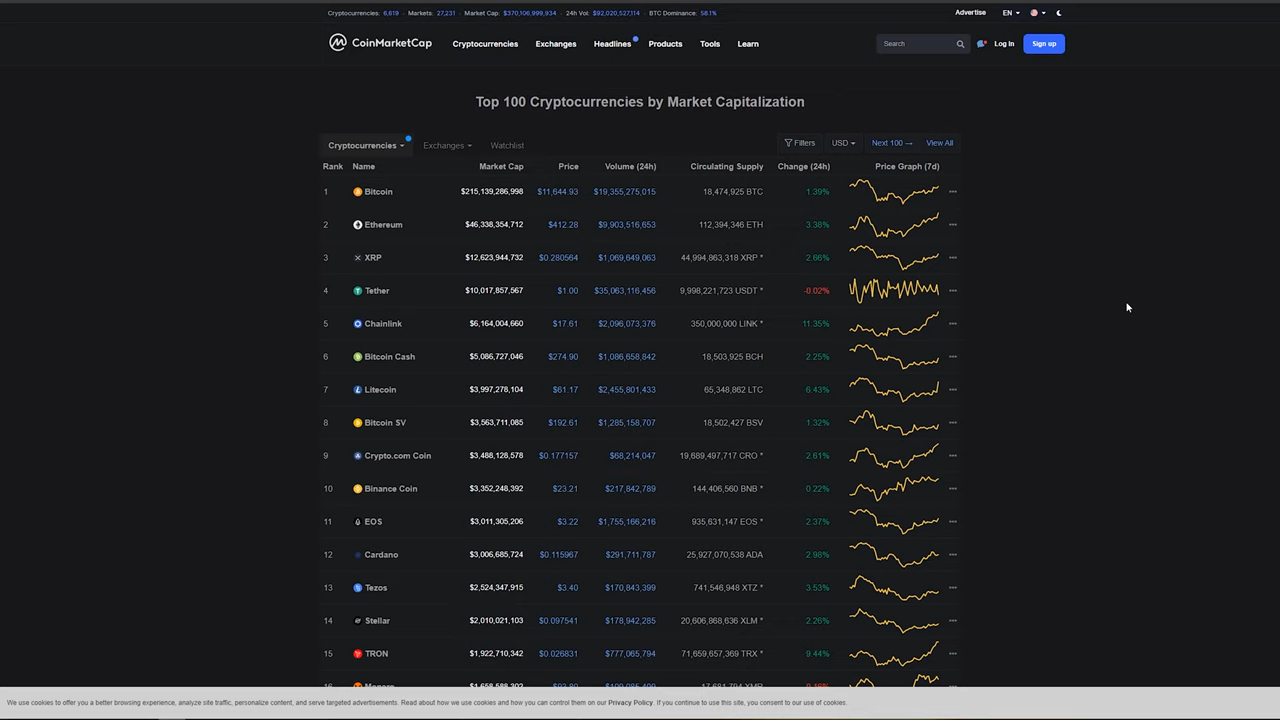 Cryptocurrencies: 6,619 Markets: 27,231 Market Cap: $370,106,999,934 24h Vol: $92,020,527,114 BTC Dominance: 58.1% Advertise EN
CoinMarketCap Cryptocurrencies Exchanges Headlines Products Tools Learn Search Log In Sign up
Top 100 Cryptocurrencies by Market Capitalization
Cryptocurrencies Exchanges Watchlist Filters USD Next 100 → View All
Rank Name Market Cap Price Volume (24h) Circulating Supply Change (24h) Price Graph (7d)
1 Bitcoin $215,139,286,998 $11,644.93 $19,355,275,015 18,474,925 BTC 1.39%
2 Ethereum $46,338,354,712 $412.28 $9,903,516,653 112,394,346 ETH 3.38%
3 XRP $12,623,944,732 $0.280564 $1,069,649,063 44,994,863,318 XRP * 2.66%
4 Tether $10,017,857,567 $1.00 $35,063,116,456 9,998,221,723 USDT * -0.02%
5 Chainlink $6,164,004,660 $17.61 $2,096,073,376 350,000,000 LINK * 11.35%
6 Bitcoin Cash $5,086,727,046 $274.90 $1,086,658,842 18,503,925 BCH 2.25%
7 Litecoin $3,997,278,104 $61.17 $2,455,801,433 65,348,862 LTC 6.43%
8 Bitcoin SV $3,563,711,085 $192.61 $1,285,158,707 18,502,427 BSV 1.32%
9 Crypto.com Coin $3,488,128,578 $0.177157 $68,214,047 19,689,497,717 CRO * 2.61%
10 Binance Coin $3,352,248,392 $23.21 $217,842,789 144,406,560 BNB * 0.22%
11 EOS $3,011,305,206 $3.22 $1,755,166,216 935,631,147 EOS * 2.37%
12 Cardano $3,006,685,724 $0.115967 $291,711,787 25,927,070,538 ADA 2.98%
13 Tezos $2,524,347,915 $3.40 $170,843,399 741,546,948 XTZ * 3.53%
14 Stellar $2,010,021,103 $0.097541 $178,942,285 20,606,868,636 XLM * 2.26%
15 TRON $1,922,710,342 $0.026831 $777,065,794 71,659,657,369 TRX * 9.44%
We use cookies to offer you a better browsing experience, analyze site traffic, personalize content, and serve targeted advertisements. Read about how we use cookies and how you can control them on our Privacy Policy. If you continue to use this site, you consent to our use of cookies.